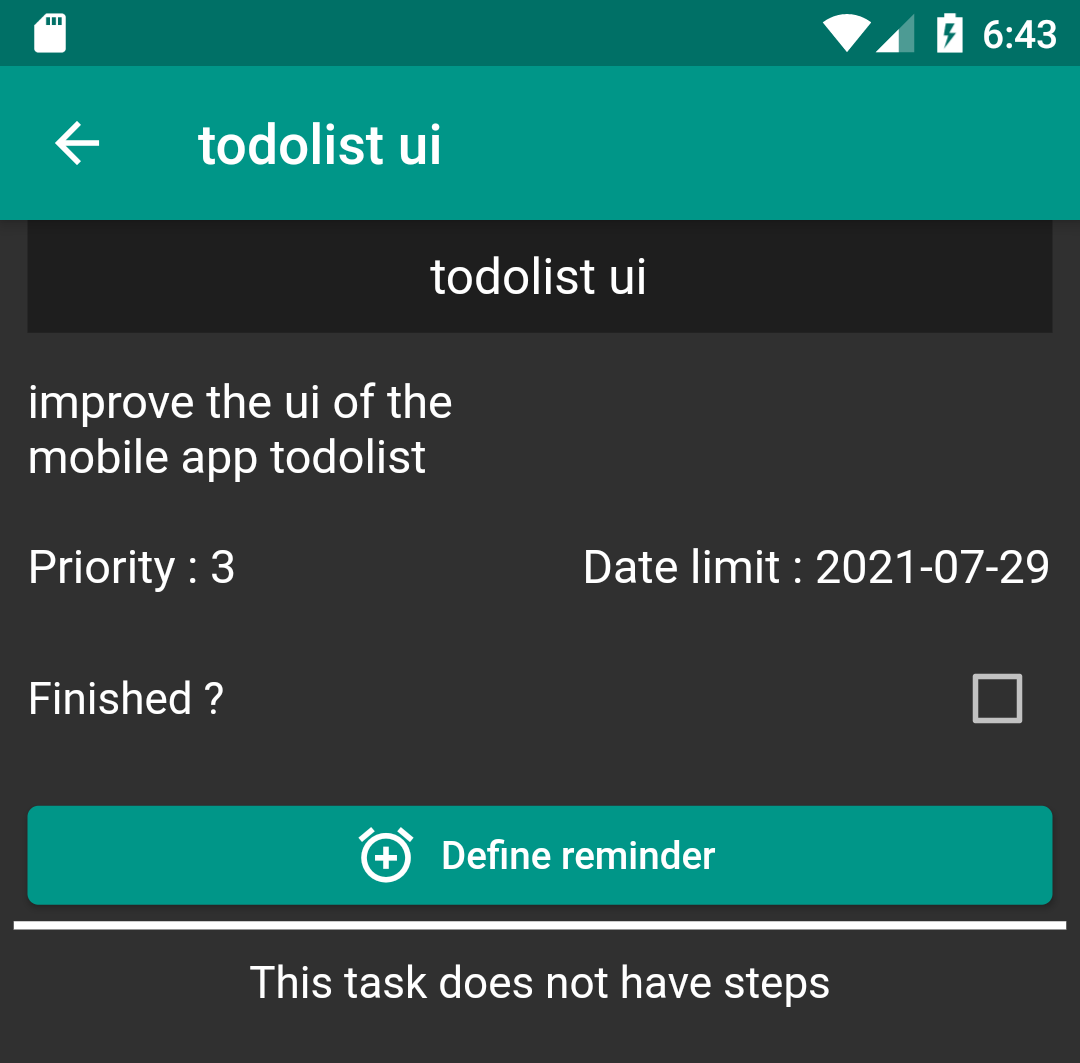 6:43
todolist ui
todolist ui
improve the ui of the
mobile app todolist
Priority : 3
Date limit : 2021-07-29
Finished ?
Define reminder
This task does not have steps